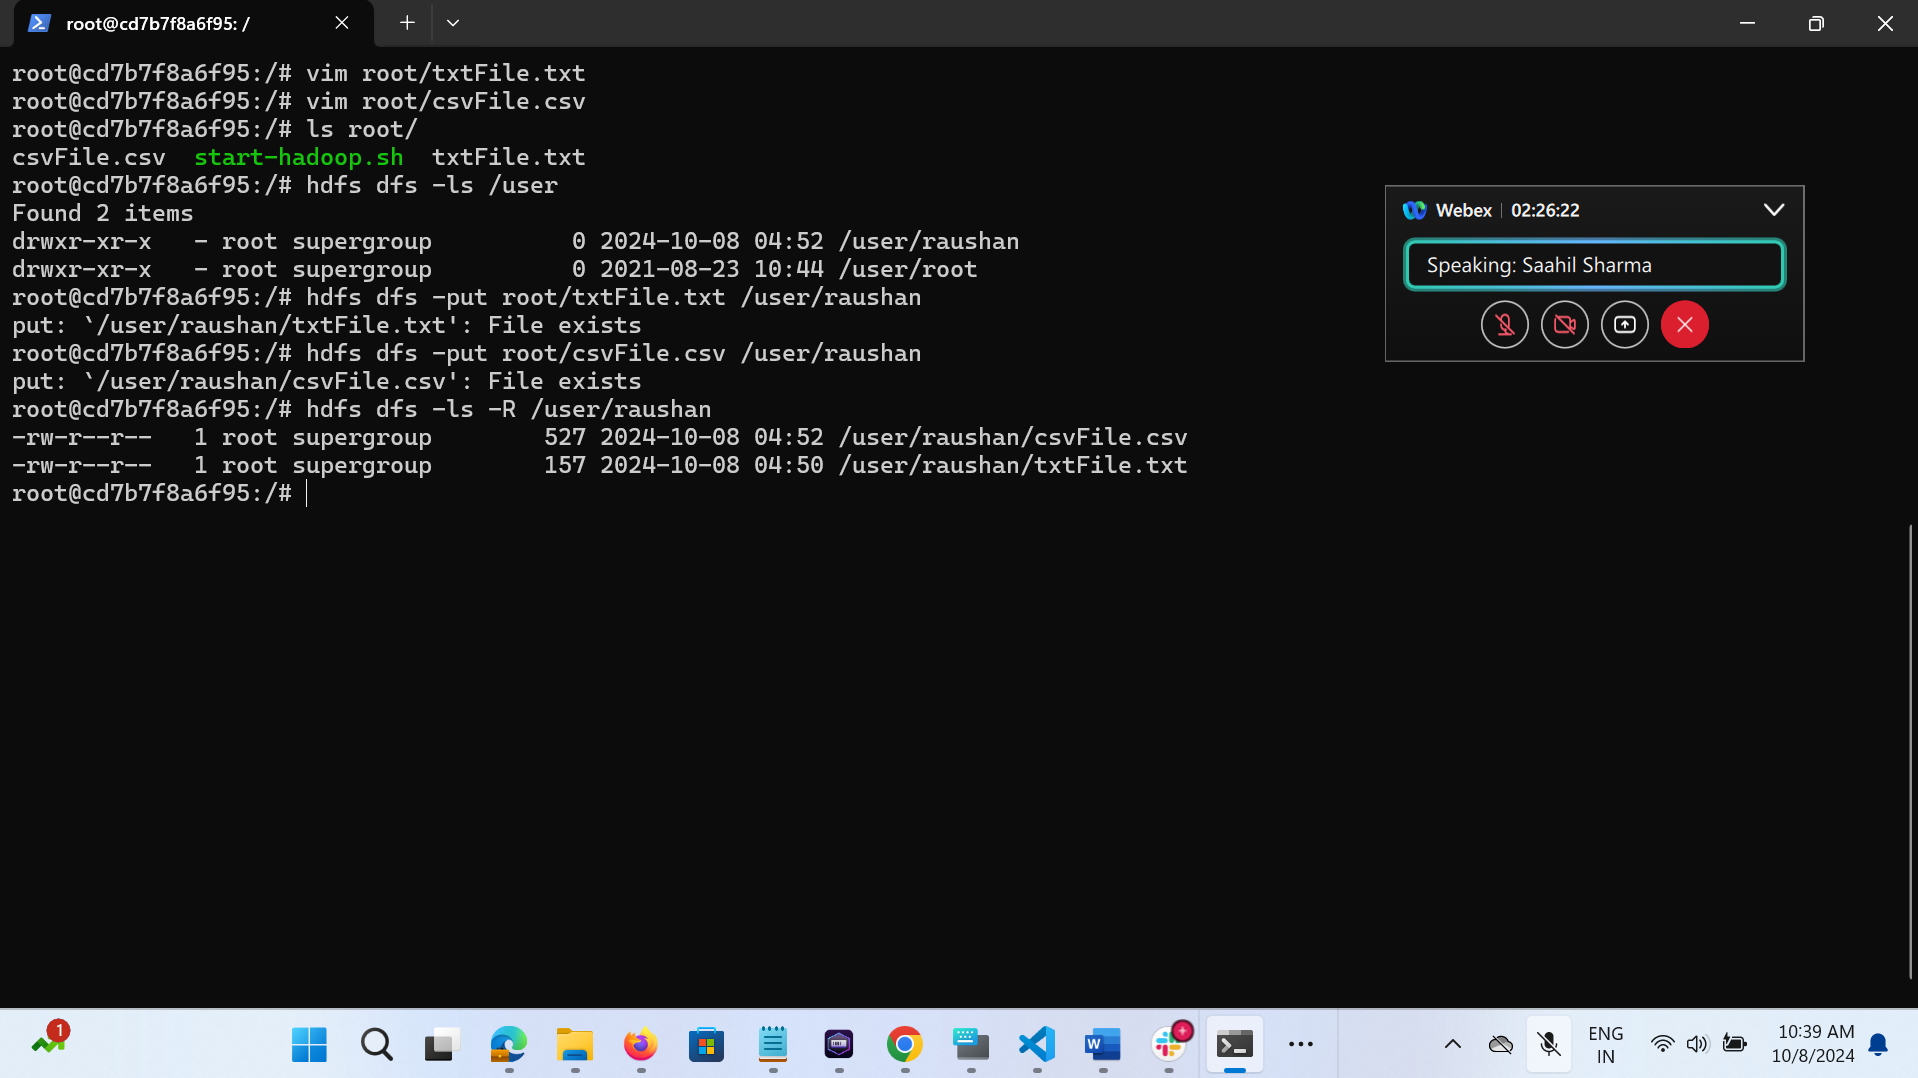 root@cd7b7f8a6f95: /
root@cd7b7f8a6f95:/# vim root/txtFile.txt
root@cd7b7f8a6f95:/# vim root/csvFile.csv
root@cd7b7f8a6f95:/# ls root/
csvFile.csv  start-hadoop.sh  txtFile.txt
root@cd7b7f8a6f95:/# hdfs dfs -ls /user
Found 2 items
drwxr-xr-x   - root supergroup          0 2024-10-08 04:52 /user/raushan
drwxr-xr-x   - root supergroup          0 2021-08-23 10:44 /user/root
root@cd7b7f8a6f95:/# hdfs dfs -put root/txtFile.txt /user/raushan
put: `/user/raushan/txtFile.txt': File exists
root@cd7b7f8a6f95:/# hdfs dfs -put root/csvFile.csv /user/raushan
put: `/user/raushan/csvFile.csv': File exists
root@cd7b7f8a6f95:/# hdfs dfs -ls -R /user/raushan
-rw-r--r--   1 root supergroup        527 2024-10-08 04:52 /user/raushan/csvFile.csv
-rw-r--r--   1 root supergroup        157 2024-10-08 04:50 /user/raushan/txtFile.txt
root@cd7b7f8a6f95:/#
Webex | 02:26:22
Speaking: Saahil Sharma
1
W
ENG
IN
10:39 AM
10/8/2024